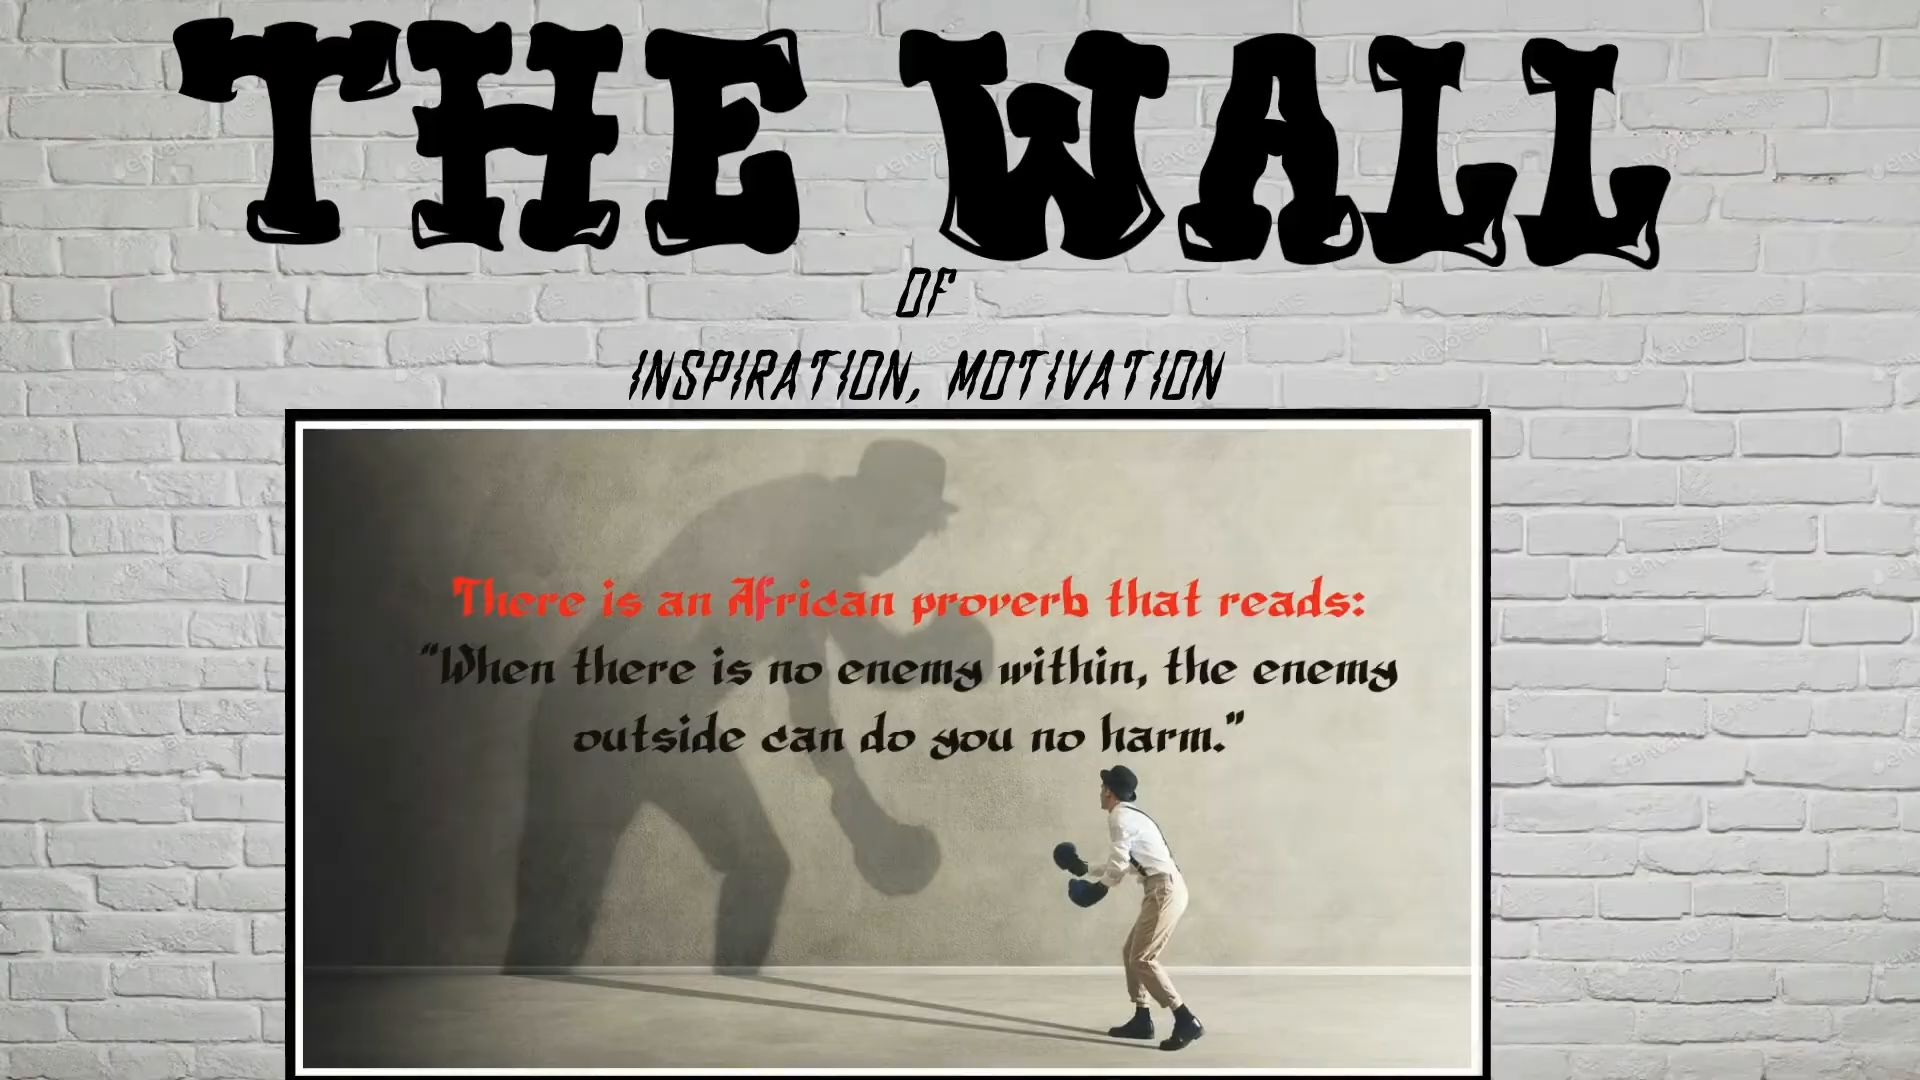 THE WALL
OF
INSPIRATION, MOTIVATION
There is an African proverb that reads:
"When there is no enemy within, the enemy
outside can do you no harm."